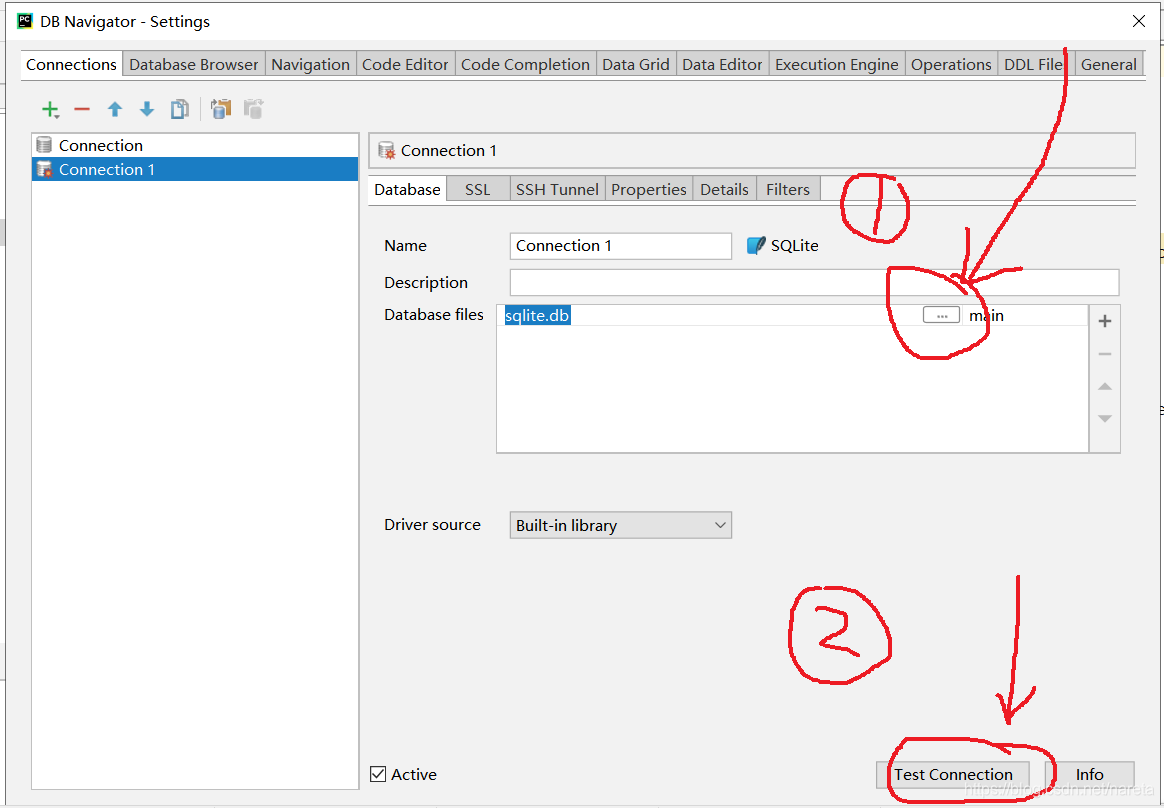 PC DB Navigator - Settings
Connections Database Browser Navigation Code Editor Code Completion Data Grid Data Editor Execution Engine Operations DDL File General
Connection
Connection 1
Connection 1
Database SSL SSH Tunnel Properties Details Filters
1
Name Connection 1 SQLite
Description
Database files sqlite.db ... main
Driver source Built-in library
2
Active
Test Connection Info
https://blog.csdn.net/nareta